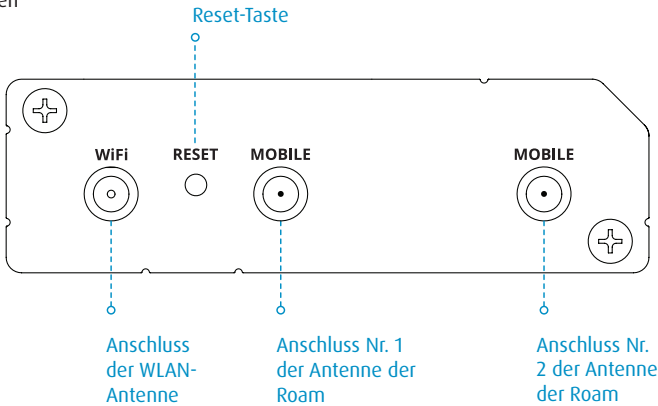 Reset-Taste
WiFi
RESET
MOBILE
MOBILE
Anschluss
der WLAN-
Antenne
Anschluss Nr. 1
der Antenne der
Roam
Anschluss Nr.
2 der Antenne
der Roam